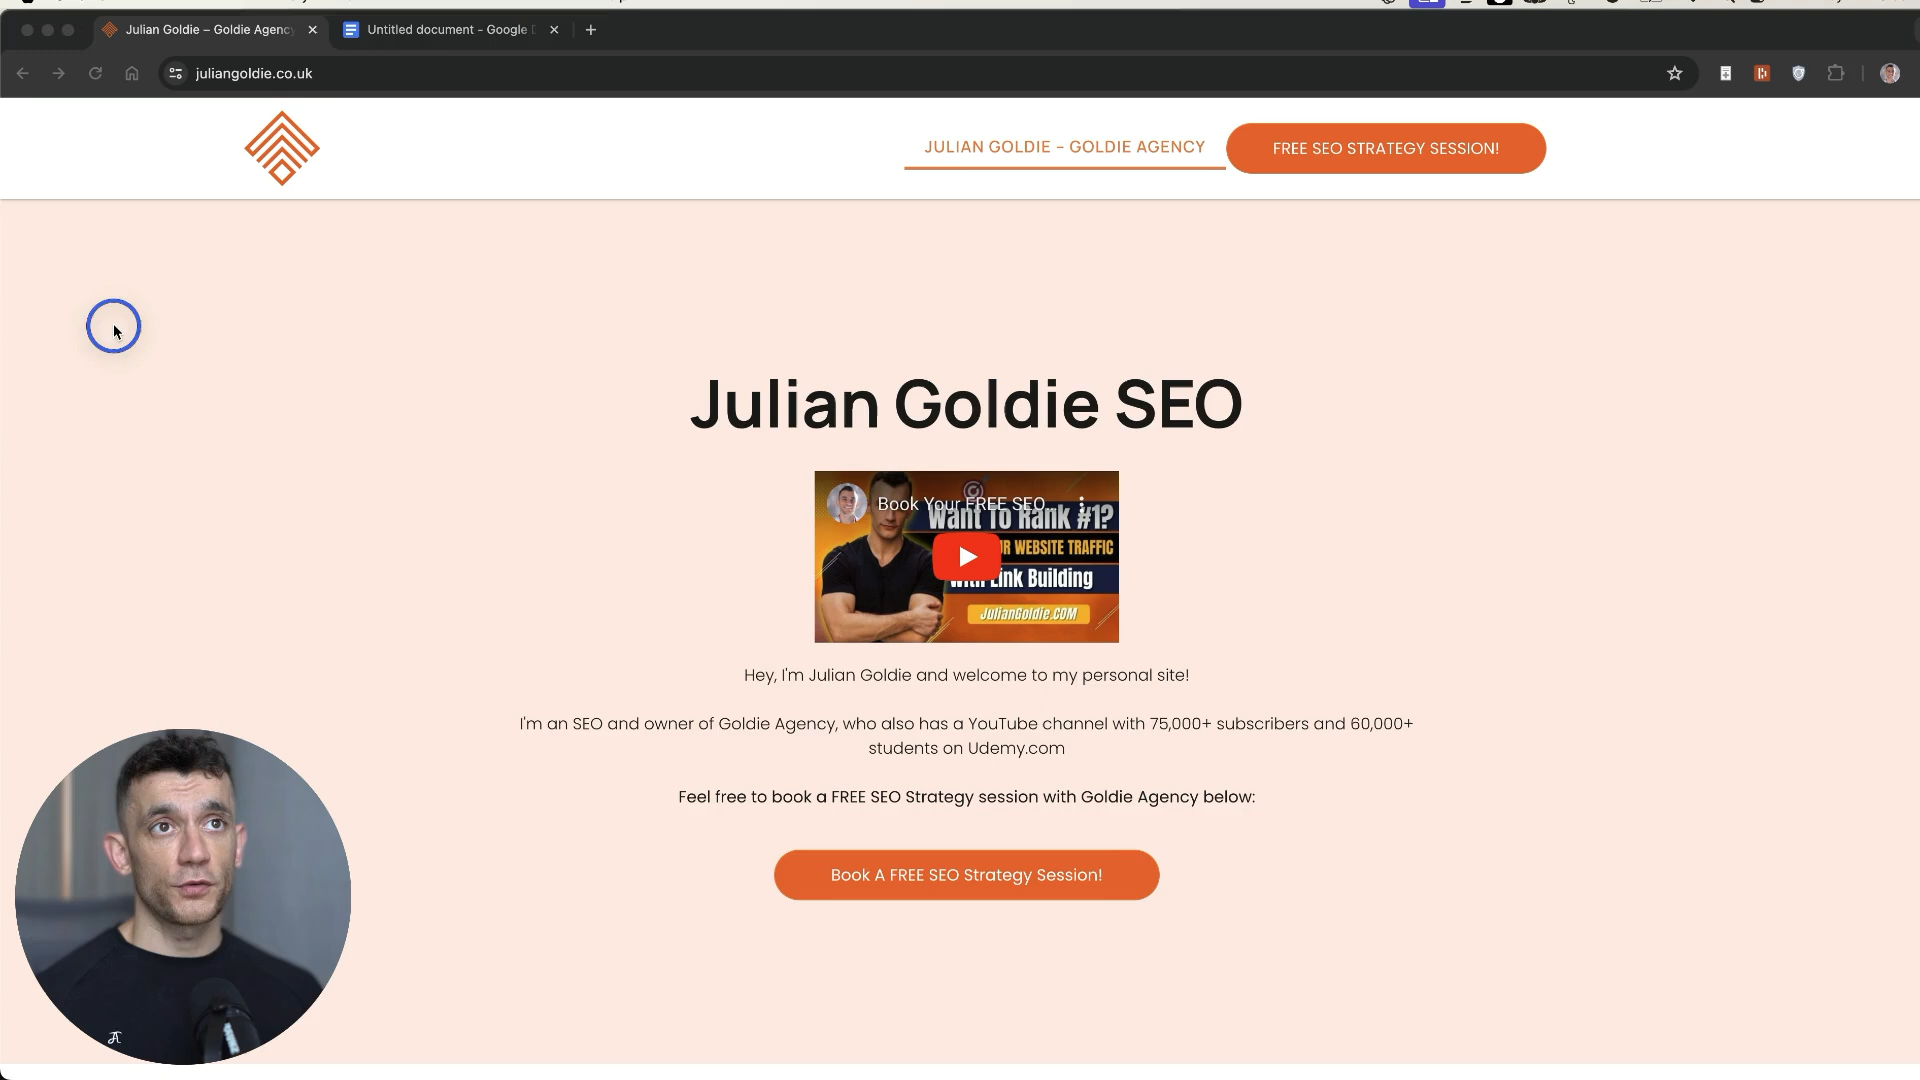 Julian Goldie – Goldie Agency
Untitled document - Google D
juliangoldie.co.uk
JULIAN GOLDIE – GOLDIE AGENCY
FREE SEO STRATEGY SESSION!
Julian Goldie SEO
Book Your FREE SEO...
Want To Rank #1?
R WEBSITE TRAFFIC
With Link Building
JulianGoldie.COM
Hey, I'm Julian Goldie and welcome to my personal site!
I'm an SEO and owner of Goldie Agency, who also has a YouTube channel with 75,000+ subscribers and 60,000+
students on Udemy.com
Feel free to book a FREE SEO Strategy session with Goldie Agency below:
Book A FREE SEO Strategy Session!